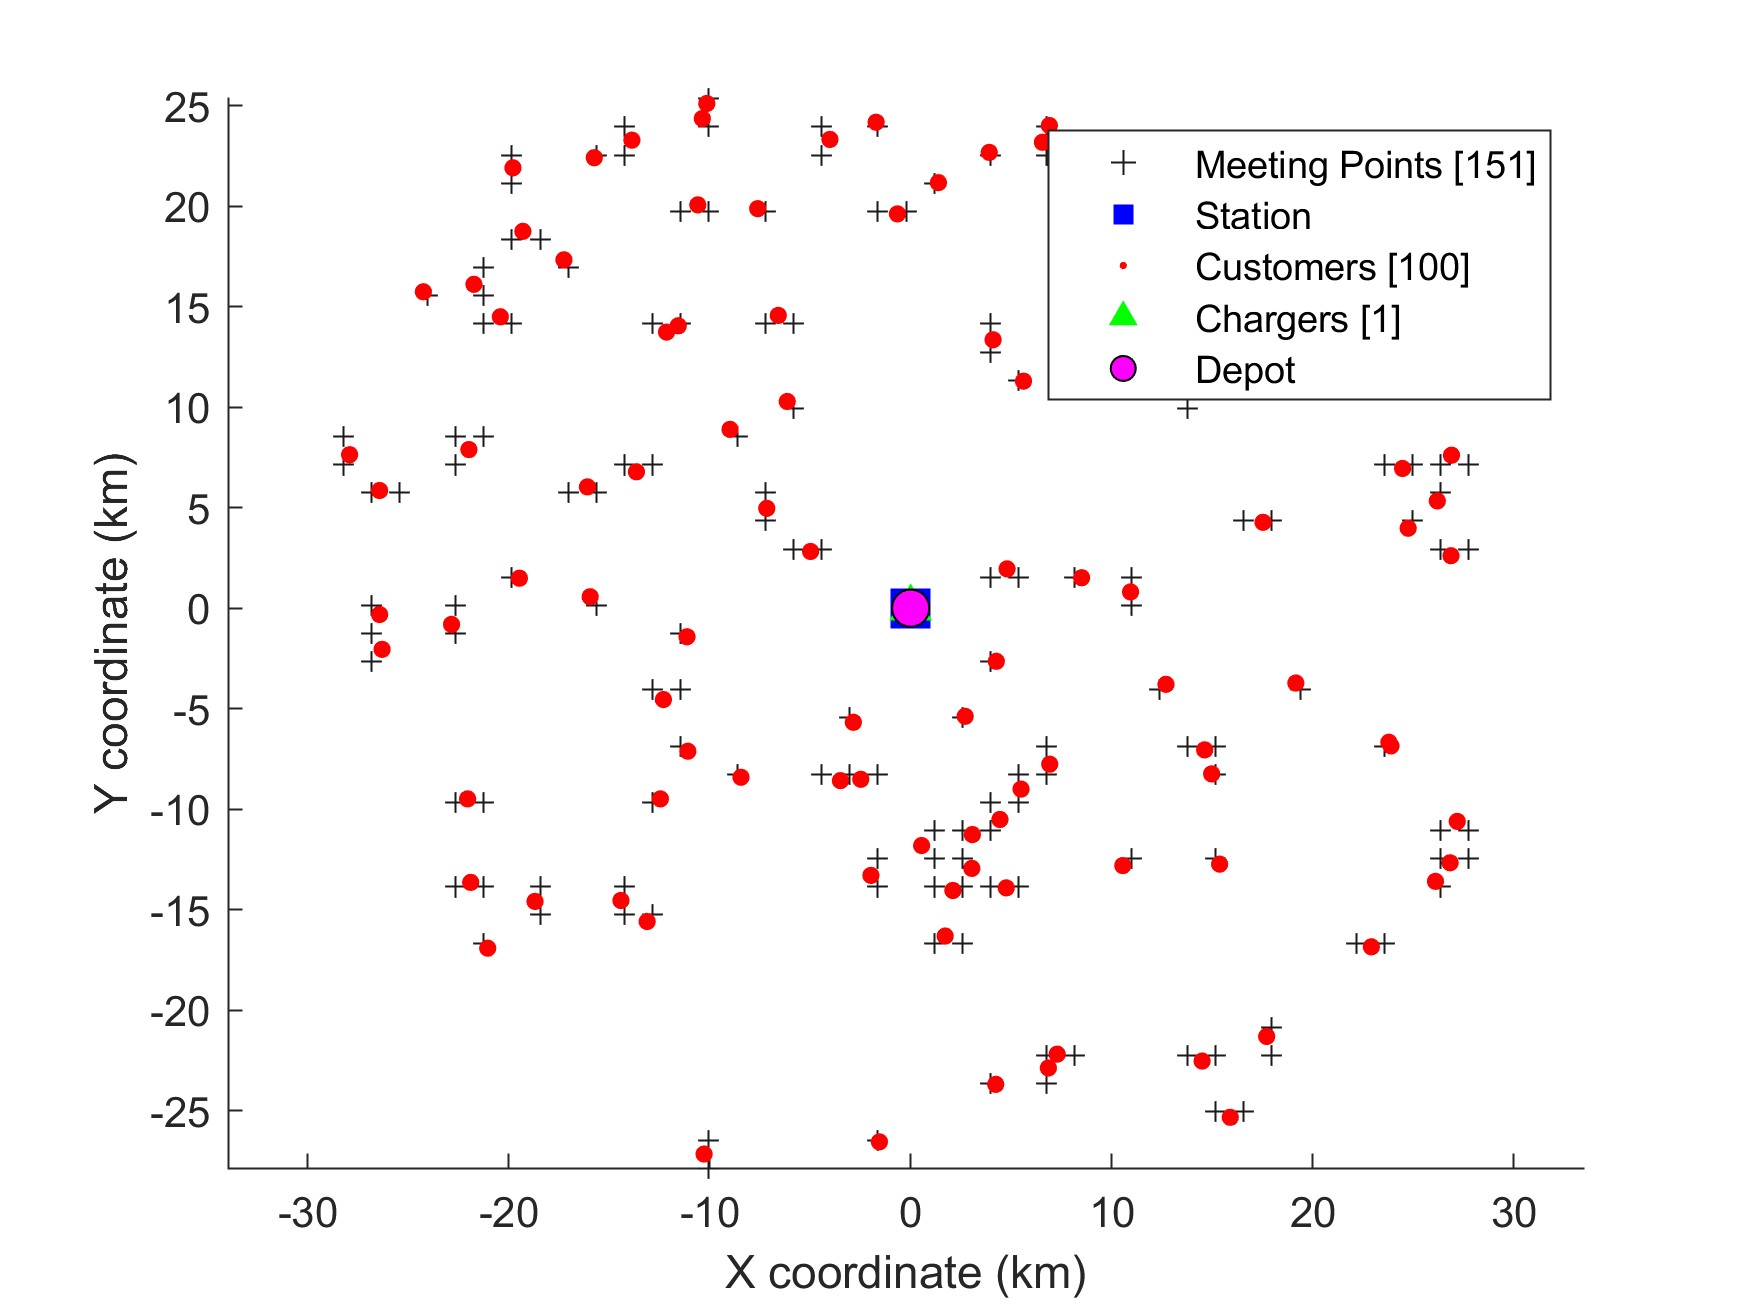 25
20
15
10
5
0
-5
-10
-15
-20
-25
Y coordinate (km)
Meeting Points [151]
Station
Customers [100]
Chargers [1]
Depot
-30 -20 -10 0 10 20 30
X coordinate (km)